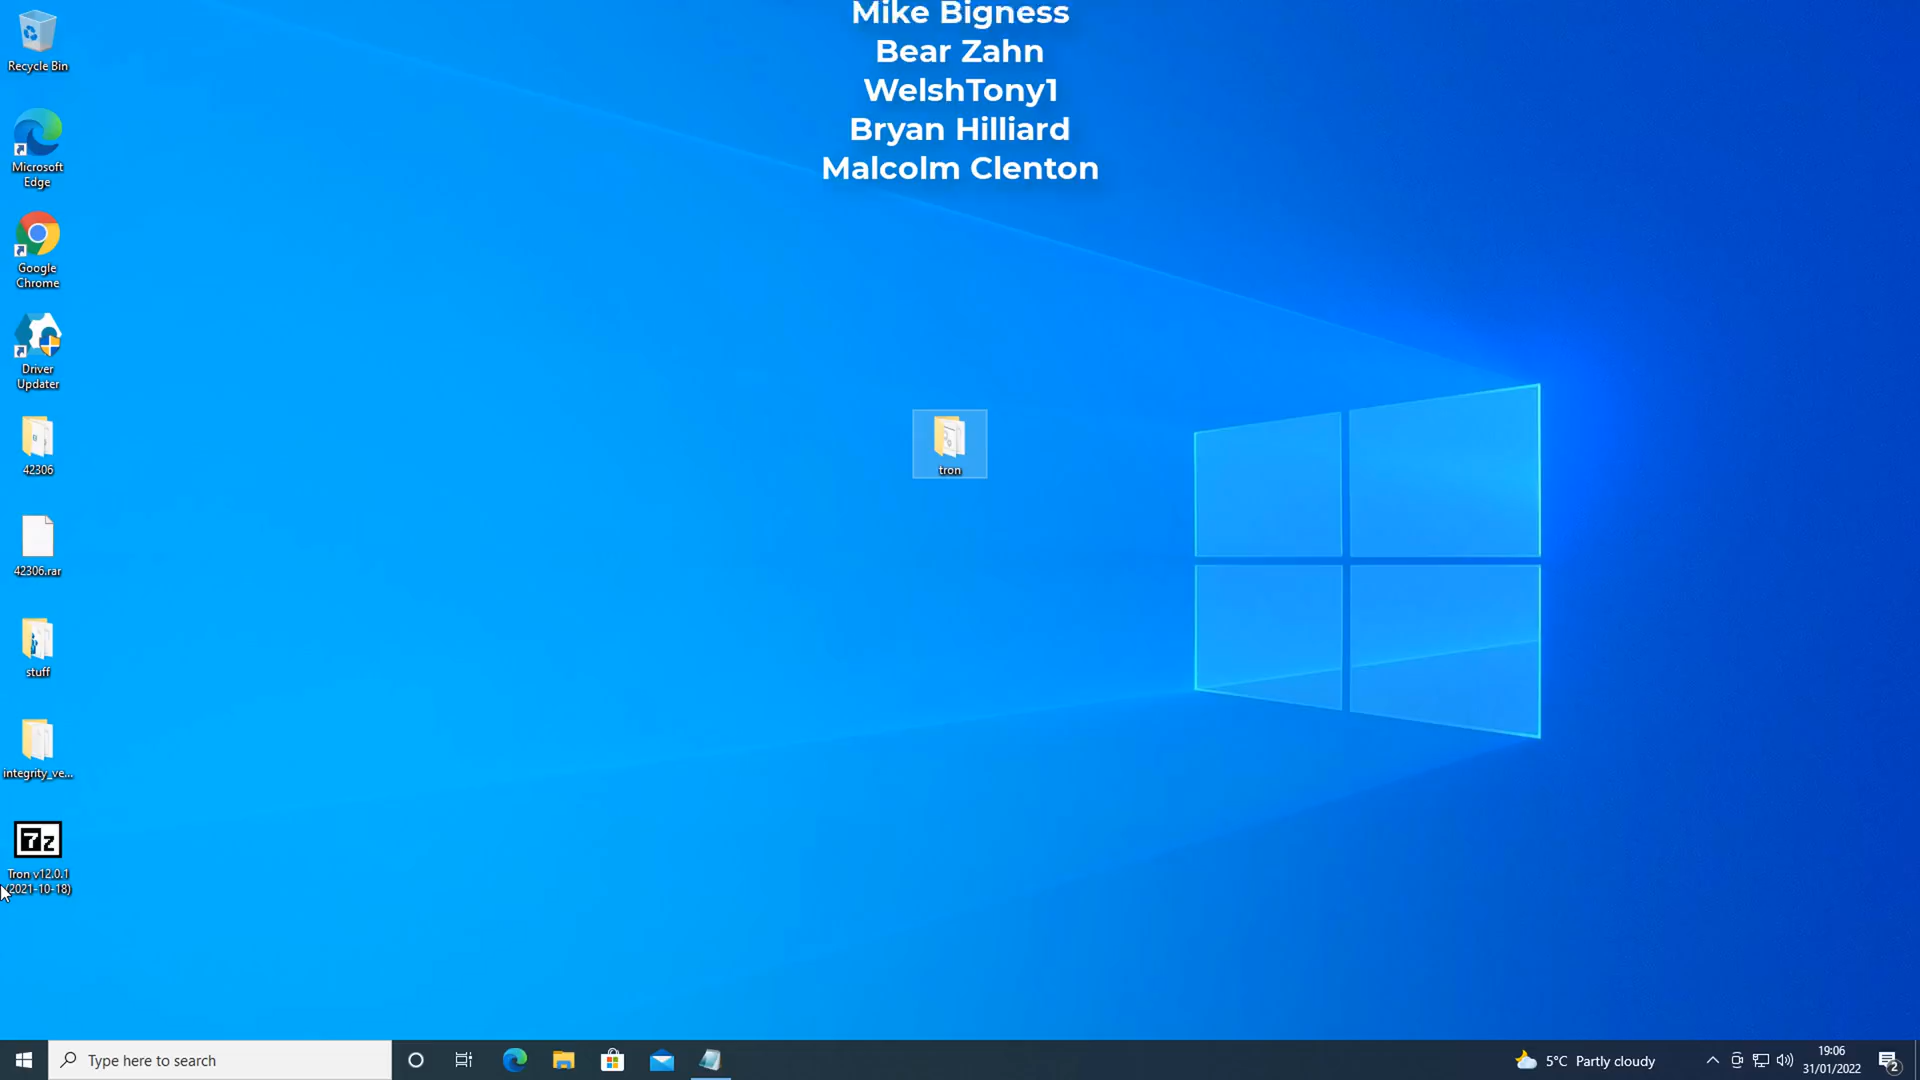 Mike Bigness
Bear Zahn
WelshTony1
Bryan Hilliard
Malcolm Clenton
Recycle Bin
Microsoft
Edge
Google
Chrome
Driver
Updater
42306
42306.rar
stuff
integrity_ve...
7z
Tron v12.0.1
(2021-10-18)
tron
Type here to search
5°C Partly cloudy
19:06
31/01/2022
2